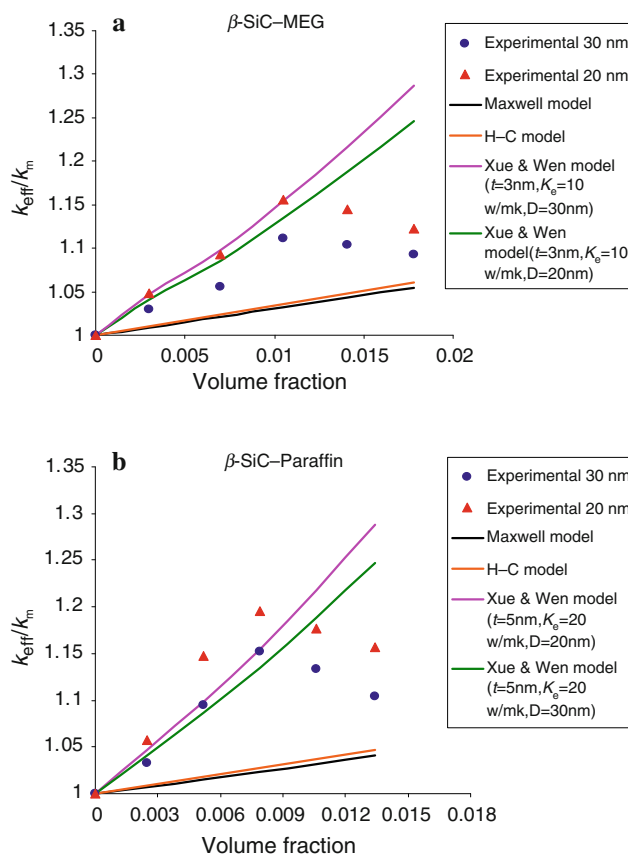 a
β-SiC–MEG
1.35
1.3
1.25
1.2
1.15
1.1
1.05
1
k_eff/k_m
0
0.005
0.01
0.015
0.02
Volume fraction
Experimental 30 nm
Experimental 20 nm
Maxwell model
H–C model
Xue & Wen model
(t=3nm,K_e=10
w/mk,D=30nm)
Xue & Wen
model(t=3nm,K_e=10
w/mk,D=20nm)
b
β-SiC–Paraffin
1.35
1.3
1.25
1.2
1.15
1.1
1.05
1
k_eff/k_m
0
0.003
0.006
0.009
0.012
0.015
0.018
Volume fraction
Experimental 30 nm
Experimental 20 nm
Maxwell model
H–C model
Xue & Wen model
(t=5nm,K_e=20
w/mk,D=20nm)
Xue & Wen model
(t=5nm,K_e=20
w/mk,D=30nm)